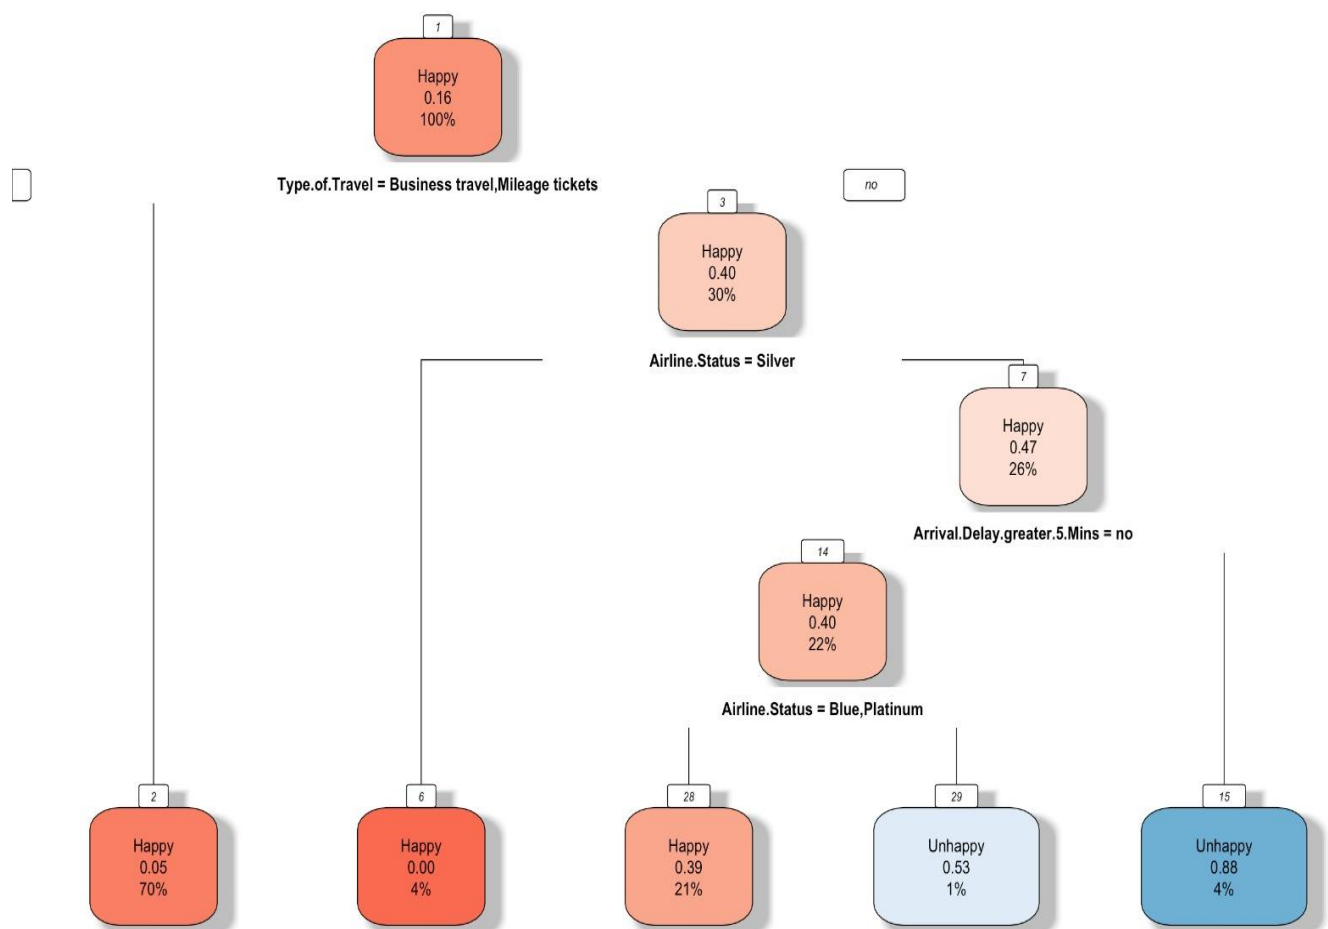 1
Happy
0.16
100%
Type.of.Travel = Business travel,Mileage tickets
no
3
Happy
0.40
30%
Airline.Status = Silver
7
Happy
0.47
26%
Arrival.Delay.greater.5.Mins = no
14
Happy
0.40
22%
Airline.Status = Blue,Platinum
2
Happy
0.05
70%
6
Happy
0.00
4%
28
Happy
0.39
21%
29
Unhappy
0.53
1%
15
Unhappy
0.88
4%